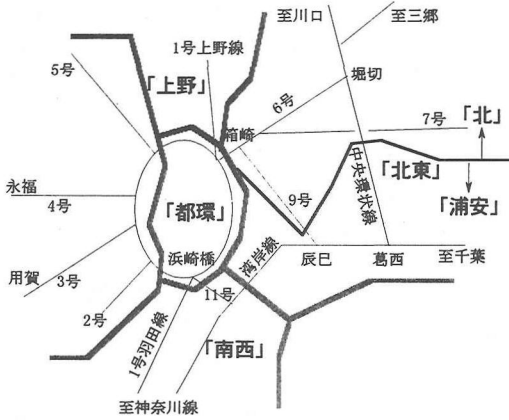 至川口
至三郷
1号上野線
5号
「上野」
堀切
6号
7号
「北」
箱崎
中央環状線
「北東」
永福
4号
「都環」
9号
「浦安」
湾岸線
浜崎橋
辰巳
葛西
至千葉
用賀
3号
11号
2号
1号羽田線
「南西」
至神奈川線